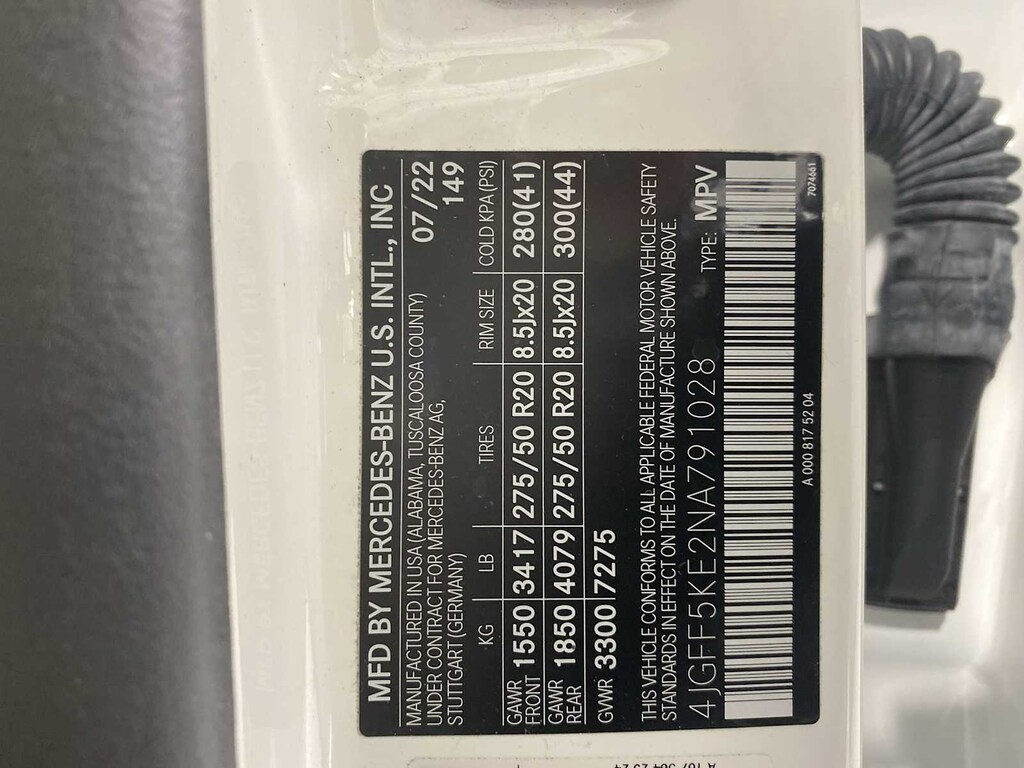 MFD BY MERCEDES-BENZ U.S. INTL., INC
MANUFACTURED IN USA (ALABAMA, TUSCALOOSA COUNTY) 07/22
UNDER CONTRACT FOR MERCEDES-BENZ AG, 149
STUTTGART (GERMANY)
KG LB TIRES RIM SIZE COLD KPA(PSI)
GAWR FRONT 1550 3417 275/50 R20 8.5Jx20 280(41)
GAWR REAR 1850 4079 275/50 R20 8.5Jx20 300(44)
GVWR 3300 7275
THIS VEHICLE CONFORMS TO ALL APPLICABLE FEDERAL MOTOR VEHICLE SAFETY
STANDARDS IN EFFECT ON THE DATE OF MANUFACTURE SHOWN ABOVE.
4JGFF5KE2NA791028 TYPE: MPV
A 000 817 52 04 7074661